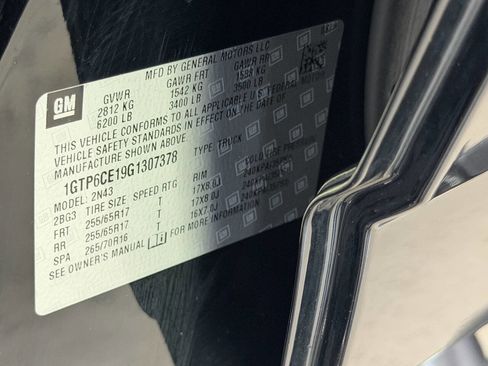 GM
MFD BY GENERAL MOTORS LLC
GVWR GAWR FRT GAWR RR
2812 KG 1542 KG 1588 KG
6200 LB 3400 LB 3500 LB
THIS VEHICLE CONFORMS TO ALL APPLICABLE U.S. FEDERAL MOTOR
VEHICLE SAFETY STANDARDS IN EFFECT ON THE DATE OF
MANUFACTURE SHOWN ABOVE.
1GTP6CE19G1307378 TYPE: TRUCK
MODEL: 2N43
2BG3 TIRE SIZE SPEED RTG RIM
FRT 255/65R17 T 17X8.0J
RR 255/65R17 T 17X8.0J
SPA 265/70R16 T 16X7.0J
SEE OWNER'S MANUAL FOR MORE INFORMATION